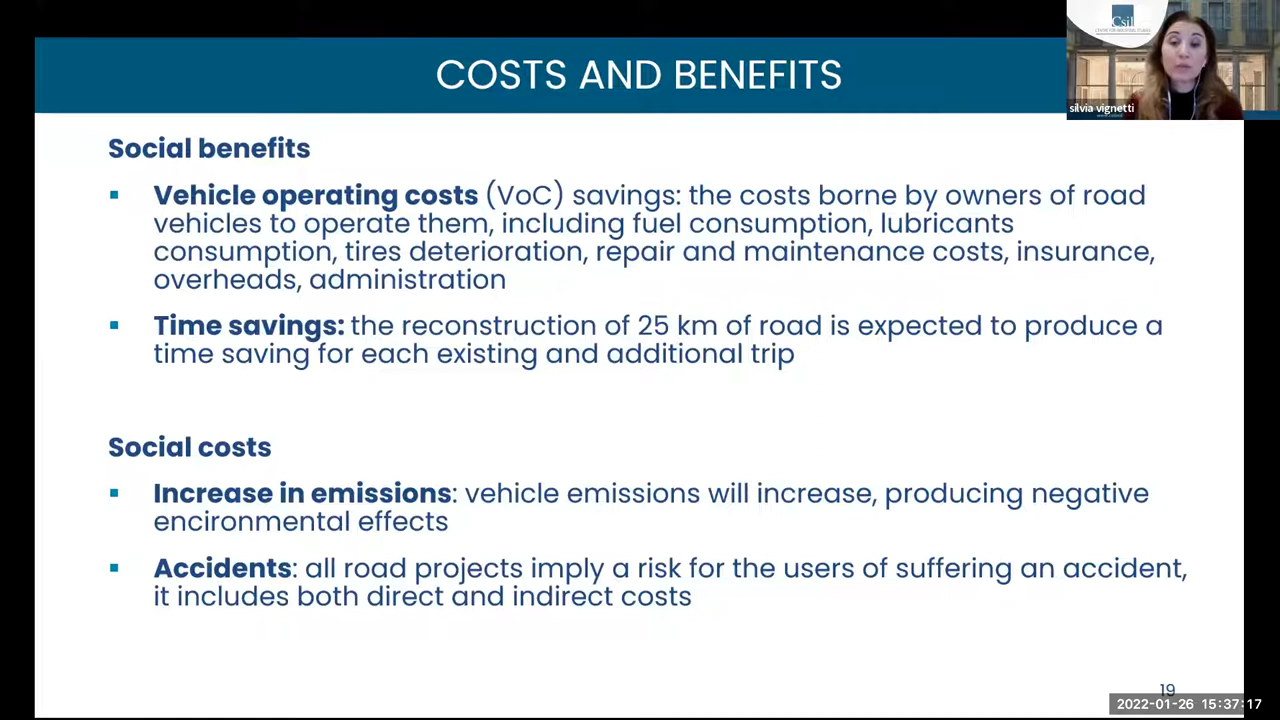 Csil
COSTS AND BENEFITS
silvia vignetti
Social benefits
▪ Vehicle operating costs (VoC) savings: the costs borne by owners of road
vehicles to operate them, including fuel consumption, lubricants
consumption, tires deterioration, repair and maintenance costs, insurance,
overheads, administration
▪ Time savings: the reconstruction of 25 km of road is expected to produce a
time saving for each existing and additional trip
Social costs
▪ Increase in emissions: vehicle emissions will increase, producing negative
encironmental effects
▪ Accidents: all road projects imply a risk for the users of suffering an accident,
it includes both direct and indirect costs
19
2022-01-26 15:37:17